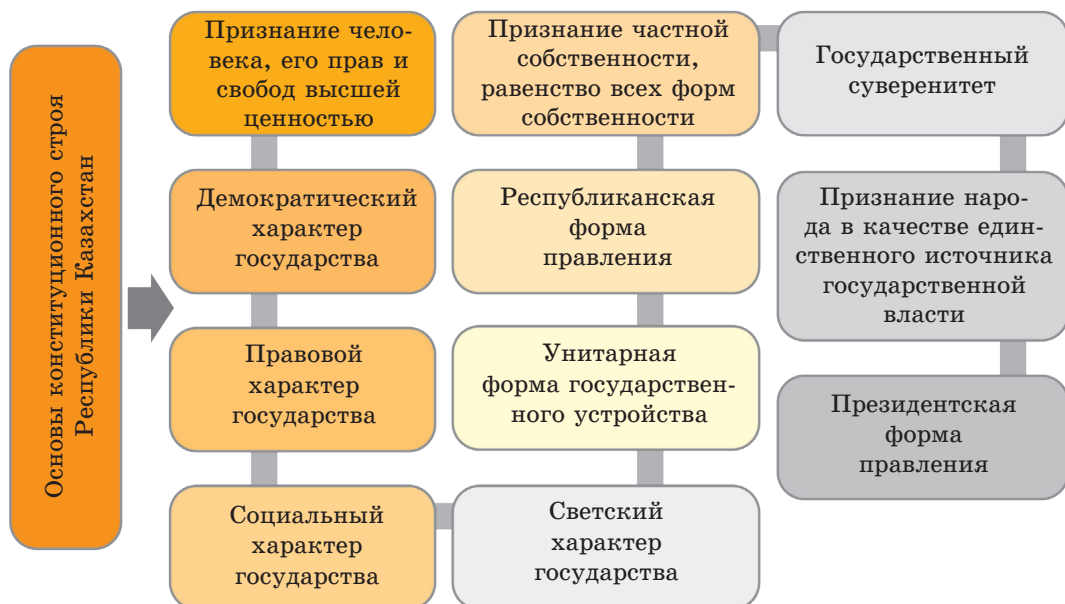 Основы конституционного строя
Республики Казахстан
Признание чело-
века, его прав и
свобод высшей
ценностью
Демократический
характер
государства
Правовой
характер
государства
Социальный
характер
государства
Светский
характер
государства
Унитарная
форма государствен-
ного устройства
Республиканская
форма
правления
Признание частной
собственности,
равенство всех форм
собственности
Государственный
суверенитет
Признание наро-
да в качестве един-
ственного источника
государственной
власти
Президентская
форма
правления